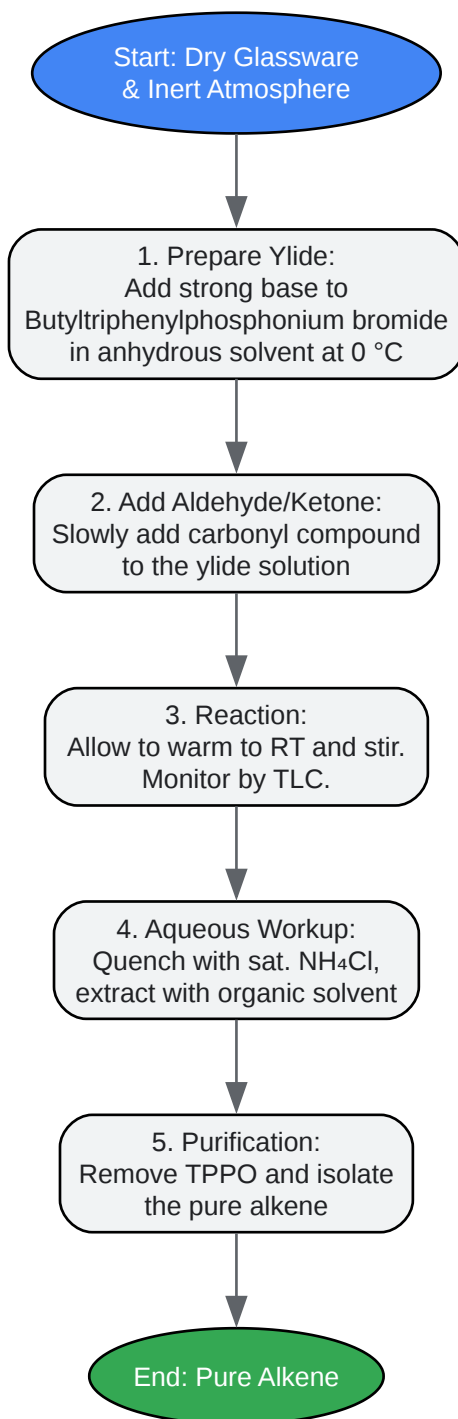 Start: Dry Glassware
& Inert Atmosphere
1. Prepare Ylide:
Add strong base to
Butyltriphenylphosphonium bromide
in anhydrous solvent at 0 °C
2. Add Aldehyde/Ketone:
Slowly add carbonyl compound
to the ylide solution
3. Reaction:
Allow to warm to RT and stir.
Monitor by TLC.
4. Aqueous Workup:
Quench with sat. NH₄Cl,
extract with organic solvent
5. Purification:
Remove TPPO and isolate
the pure alkene
End: Pure Alkene